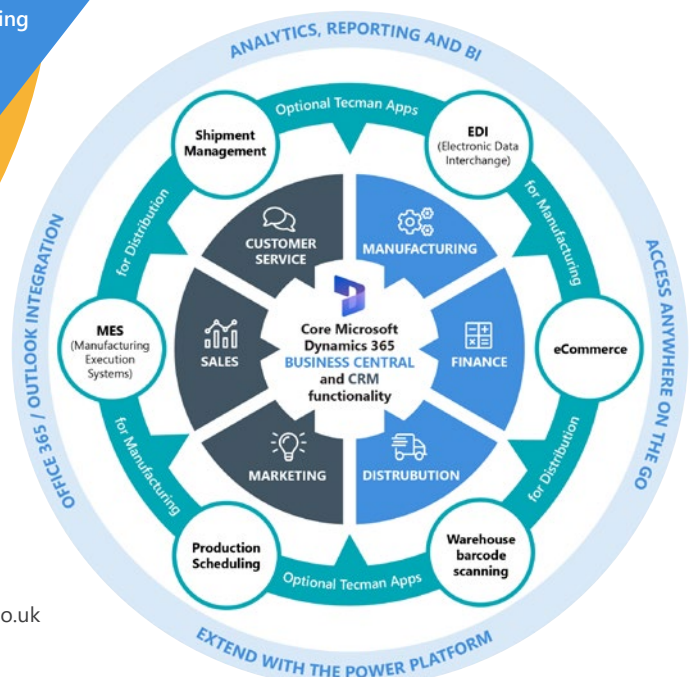 ing
ANALYTICS, REPORTING AND BI
Optional Tecman Apps
Shipment
Management
EDI
(Electronic Data
Interchange)
for Distribution
for Manufacturing
CUSTOMER
SERVICE
MANUFACTURING
OFFICE 365 / OUTLOOK INTEGRATION
ACCESS ANYWHERE ON THE GO
MES
(Manufacturing
Execution
Systems)
SALES
Core Microsoft
Dynamics 365
BUSINESS CENTRAL
and CRM
functionality
FINANCE
eCommerce
MARKETING
DISTRUBUTION
for Manufacturing
for Distribution
Production
Scheduling
Optional Tecman Apps
Warehouse
barcode
scanning
o.uk
EXTEND WITH THE POWER PLATFORM